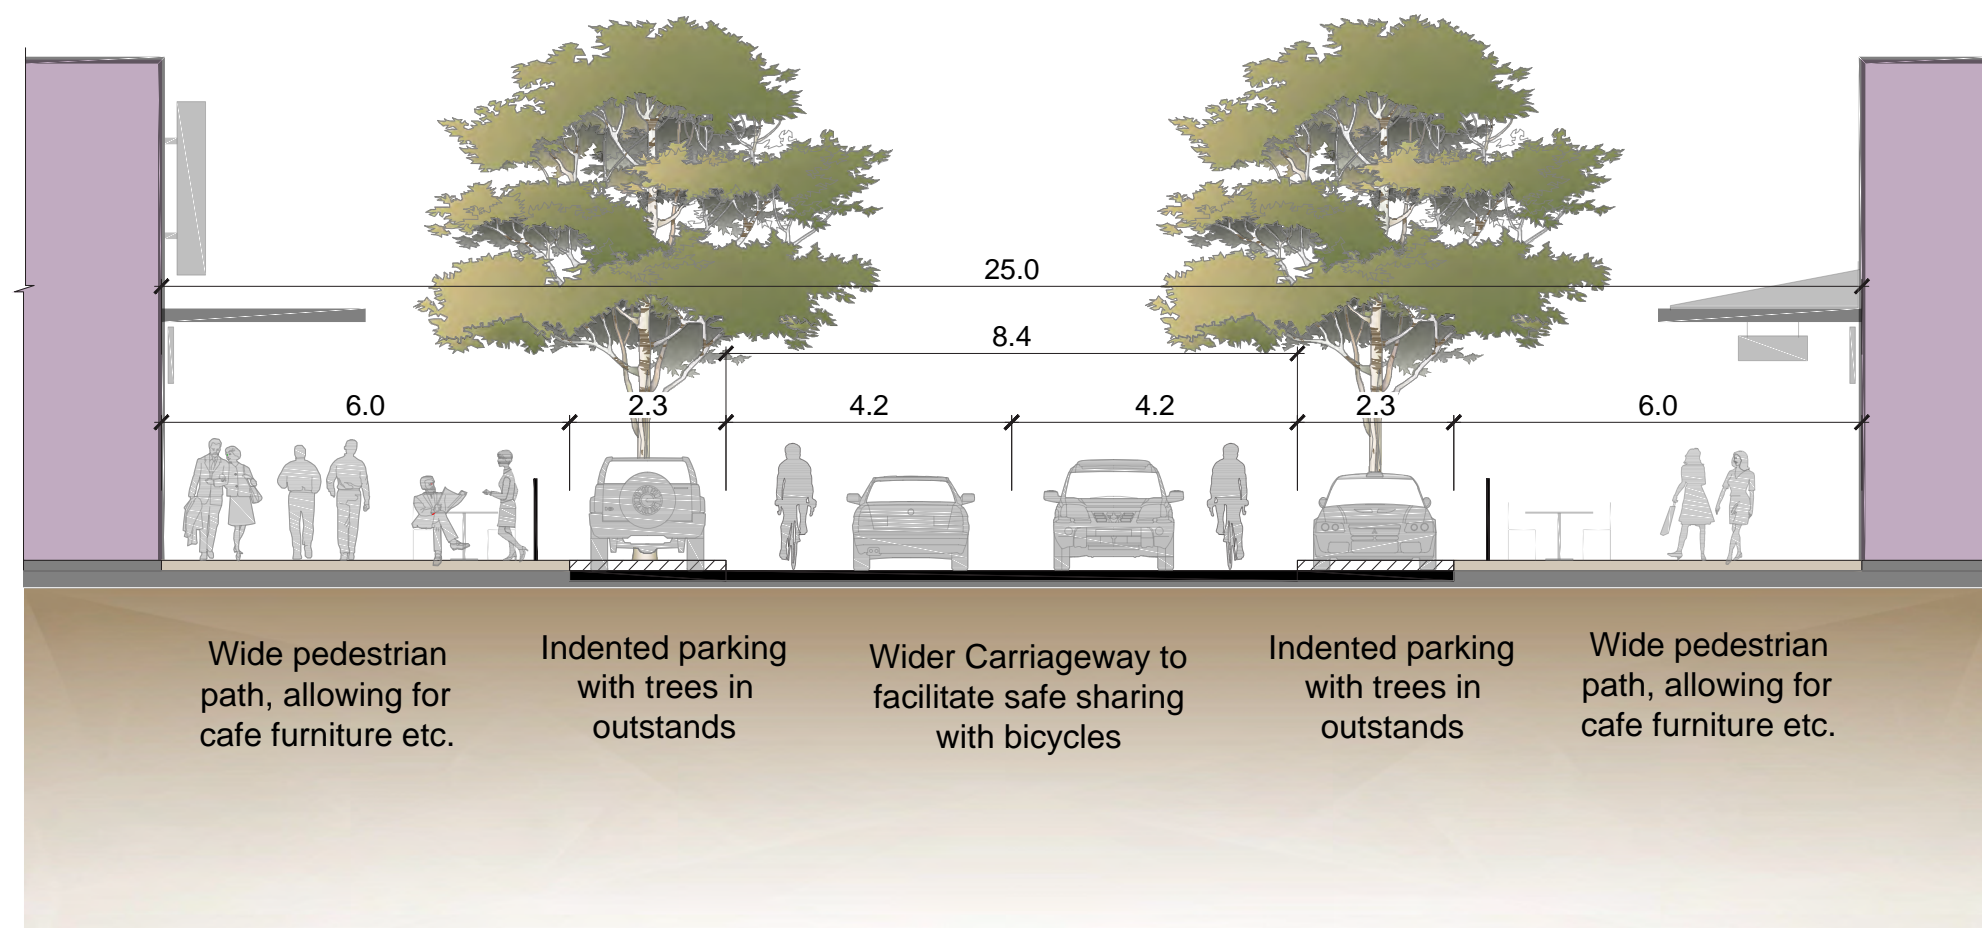 25.0
8.4
6.0
2.3
4.2
4.2
2.3
6.0
Wide pedestrian
path, allowing for
cafe furniture etc.
Indented parking
with trees in
outstands
Wider Carriageway to
facilitate safe sharing
with bicycles
Indented parking
with trees in
outstands
Wide pedestrian
path, allowing for
cafe furniture etc.